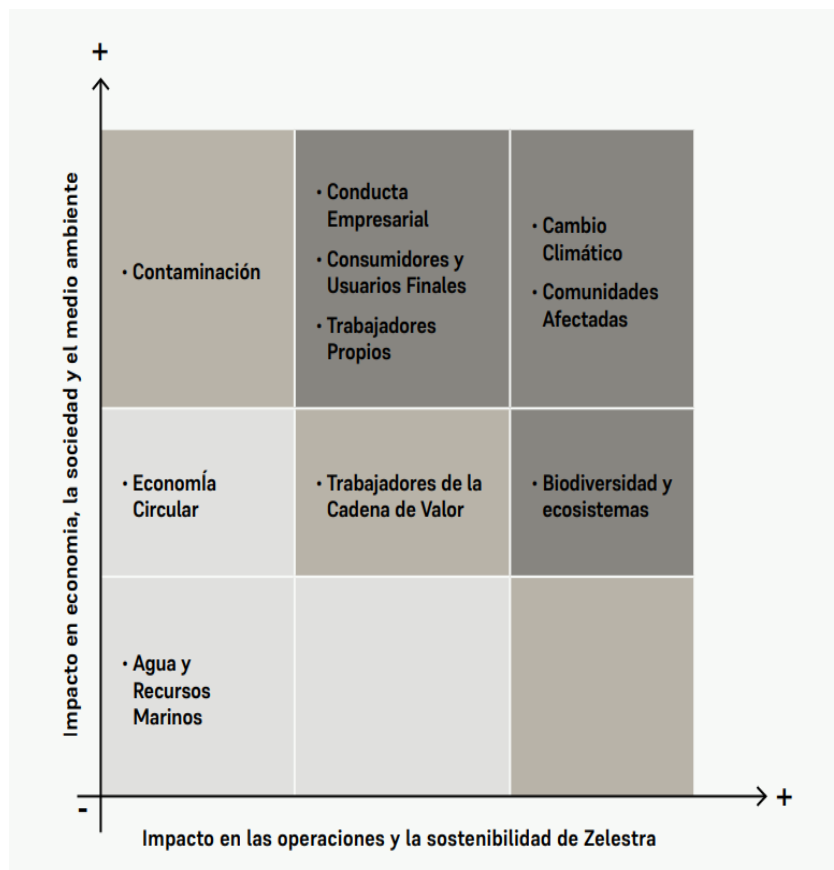 +
Impacto en economía, la sociedad y el medio ambiente
· Contaminación
· Conducta
Empresarial
· Consumidores y
Usuarios Finales
· Trabajadores
Propios
· Cambio
Climático
· Comunidades
Afectadas
· Economía
Circular
· Trabajadores de la
Cadena de Valor
· Biodiversidad y
ecosistemas
· Agua y
Recursos
Marinos
-
+
Impacto en las operaciones y la sostenibilidad de Zelestra